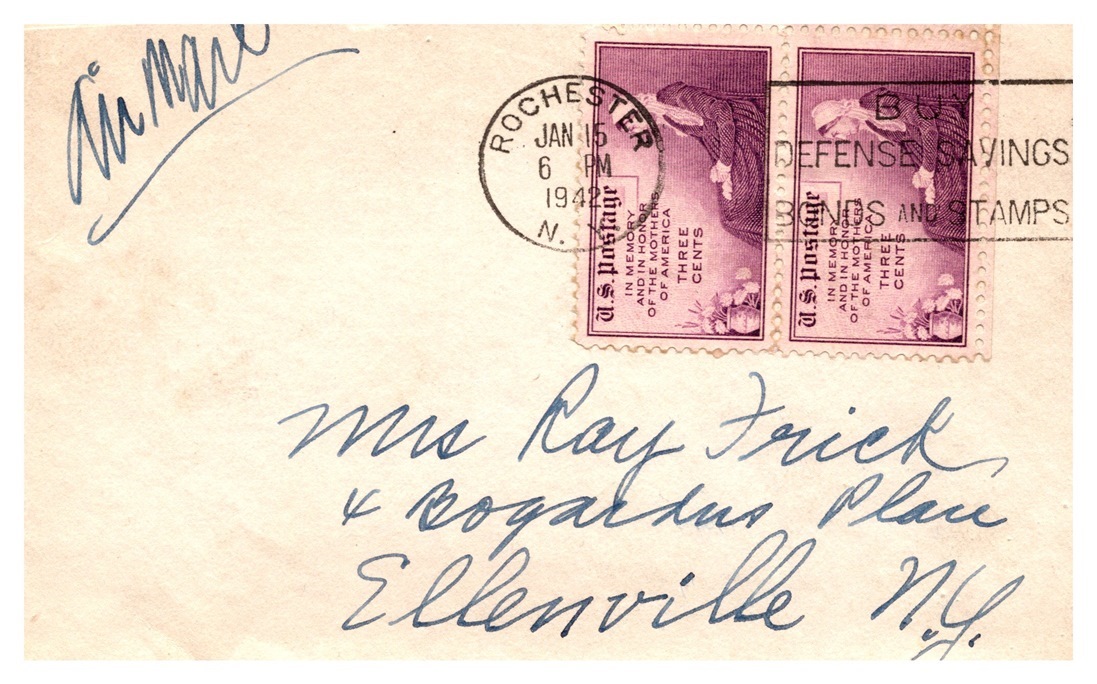 Air Mail
ROCHESTER
JAN 15
6 PM
1942
N. Y.
BUY
DEFENSE SAVINGS
BONDS AND STAMPS
U.S. Postage
IN MEMORY
AND IN HONOR
OF THE MOTHERS
OF AMERICA
THREE
CENTS
U.S. Postage
IN MEMORY
AND IN HONOR
OF THE MOTHERS
OF AMERICA
THREE
CENTS
Mrs Ray Frick
4 Bogardus Place
Ellenville N.Y.